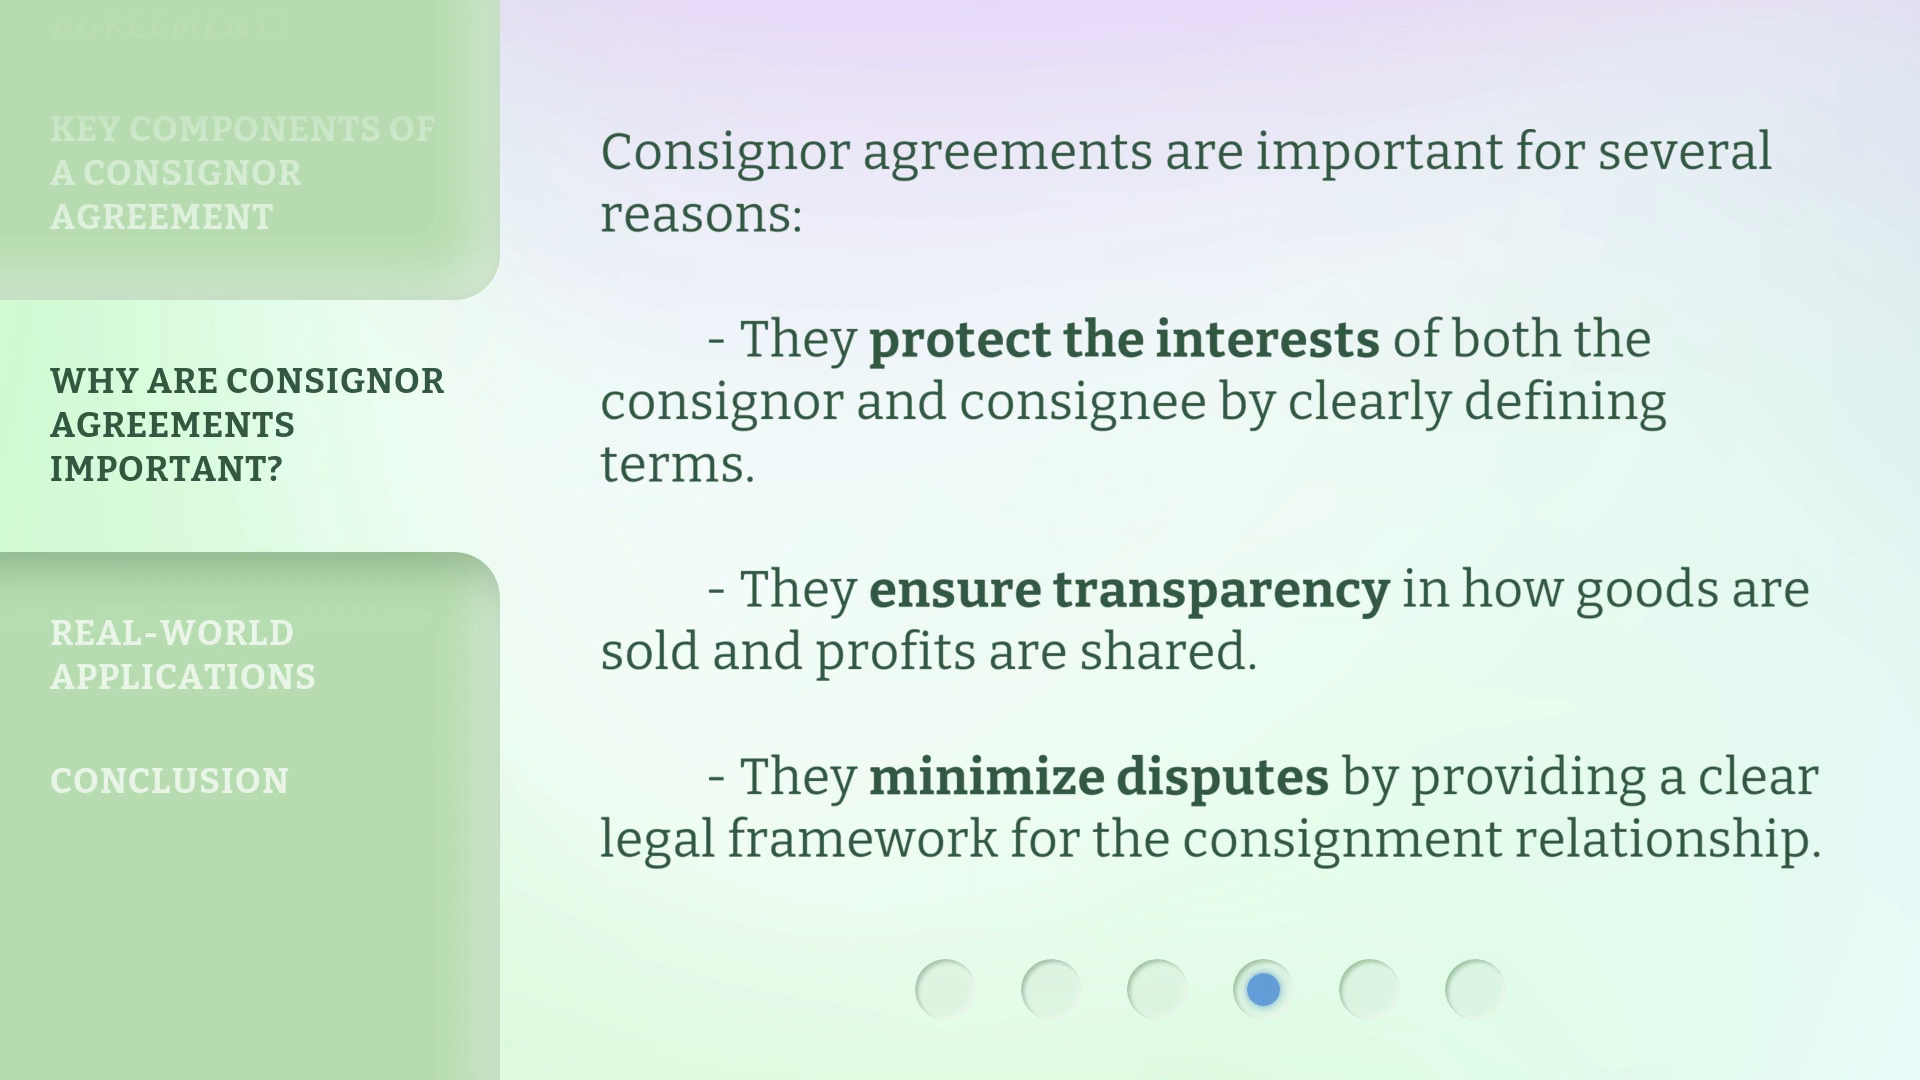 AGREEMENT?
KEY COMPONENTS OF
A CONSIGNOR
AGREEMENT
WHY ARE CONSIGNOR
AGREEMENTS
IMPORTANT?
REAL-WORLD
APPLICATIONS
CONCLUSION
Consignor agreements are important for several
reasons:
- They protect the interests of both the
consignor and consignee by clearly defining
terms.
- They ensure transparency in how goods are
sold and profits are shared.
- They minimize disputes by providing a clear
legal framework for the consignment relationship.